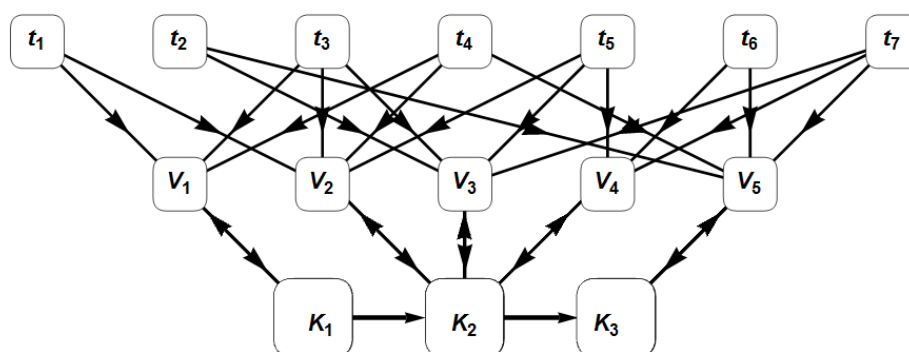 t₁ t₂ t₃ t₄ t₅ t₆ t₇
V₁ V₂ V₃ V₄ V₅
K₁ K₂ K₃